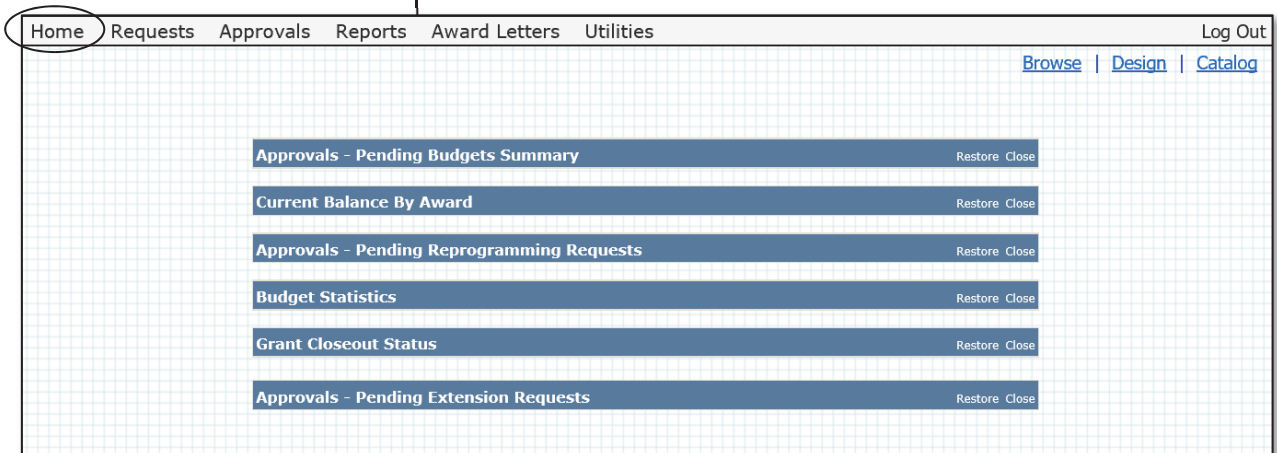 Home Requests Approvals Reports Award Letters Utilities Log Out
Browse | Design | Catalog
Approvals - Pending Budgets Summary Restore Close
Current Balance By Award Restore Close
Approvals - Pending Reprogramming Requests Restore Close
Budget Statistics Restore Close
Grant Closeout Status Restore Close
Approvals - Pending Extension Requests Restore Close